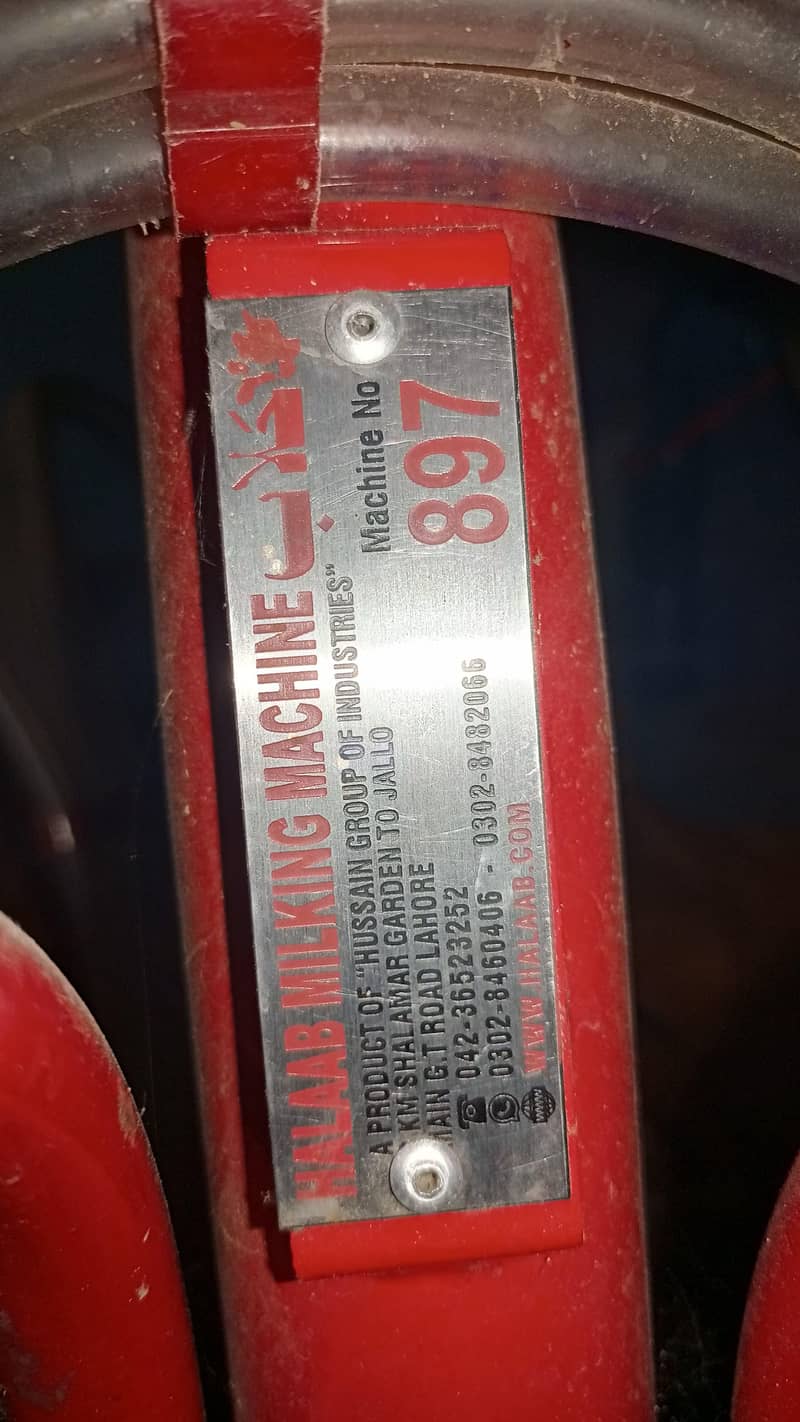 HALAAB MILKING MACHINE حلاب
A PRODUCT OF "HUSSAIN GROUP OF INDUSTRIES"
KM SHALAMAR GARDEN TO JALLO
MAIN G.T ROAD LAHORE
042-36523252
0302-8460406 - 0302-8482066
WWW.HALAAB.COM
Machine No
897